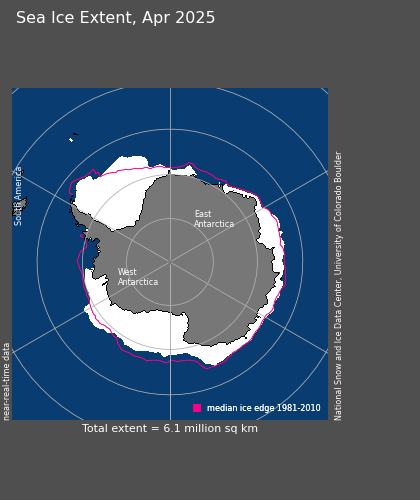 Sea Ice Extent, Apr 2025
South America
East
Antarctica
West
Antarctica
near-real-time data
National Snow and Ice Data Center, University of Colorado Boulder
median ice edge 1981-2010
Total extent = 6.1 million sq km